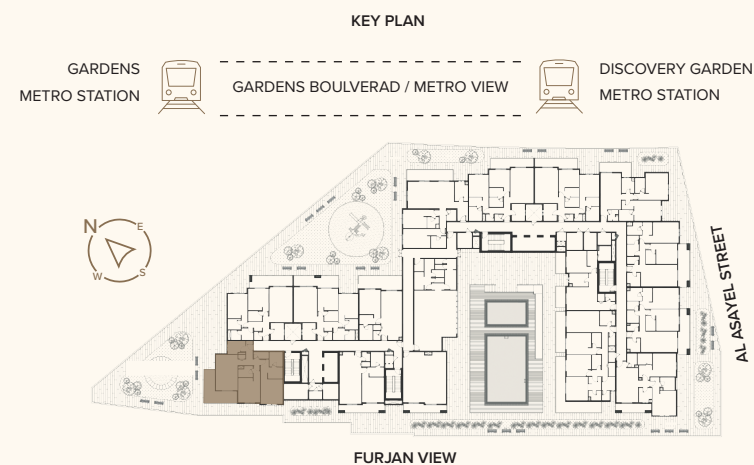 KEY PLAN
GARDENS
METRO STATION
GARDENS BOULVERAD / METRO VIEW
DISCOVERY GARDEN
METRO STATION
N
E
W
S
AL ASAYEL STREET
FURJAN VIEW